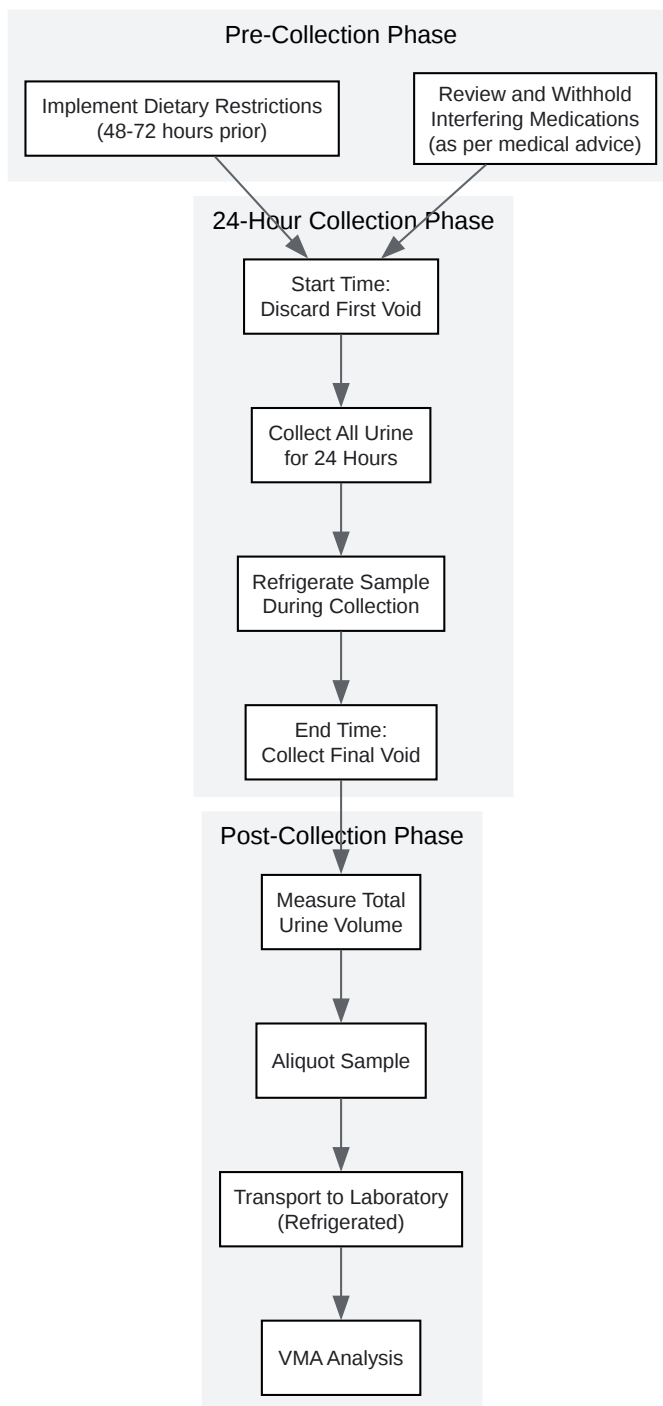 Pre-Collection Phase
Implement Dietary Restrictions
(48-72 hours prior)
Review and Withhold
Interfering Medications
(as per medical advice)
24-Hour Collection Phase
Start Time:
Discard First Void
Collect All Urine
for 24 Hours
Refrigerate Sample
During Collection
End Time:
Collect Final Void
Post-Collection Phase
Measure Total
Urine Volume
Aliquot Sample
Transport to Laboratory
(Refrigerated)
VMA Analysis